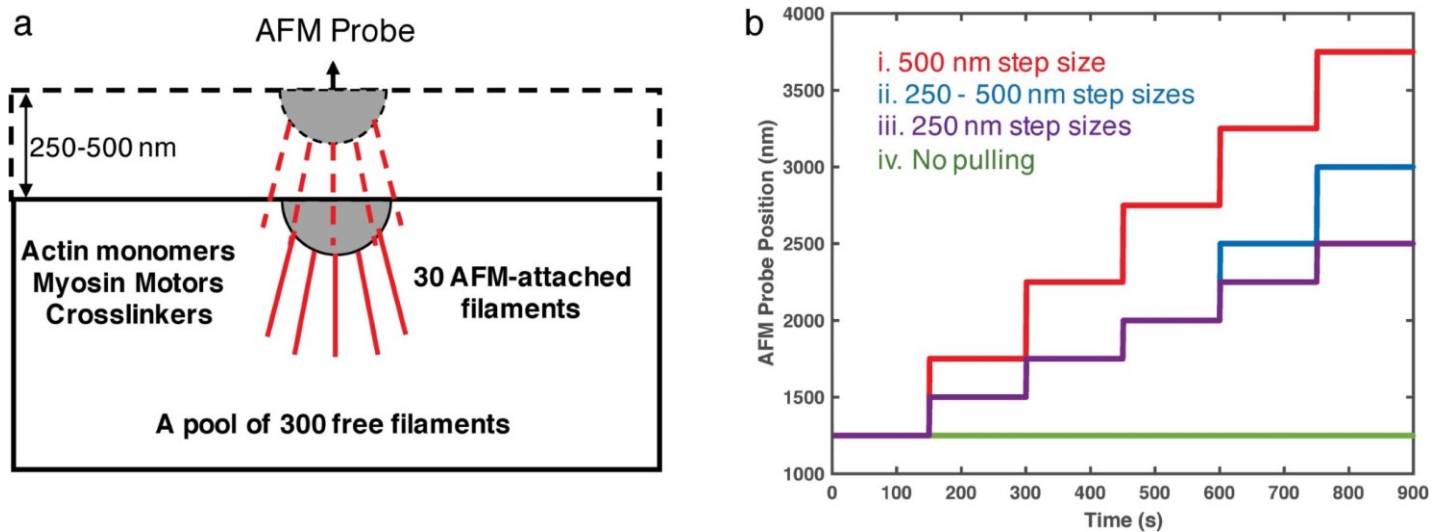 a
AFM Probe
250-500 nm
Actin monomers
Myosin Motors
Crosslinkers
30 AFM-attached
filaments
A pool of 300 free filaments
b
i. 500 nm step size
ii. 250 - 500 nm step sizes
iii. 250 nm step sizes
iv. No pulling
AFM Probe Position (nm)
4000
3500
3000
2500
2000
1500
1000
0 100 200 300 400 500 600 700 800 900
Time (s)